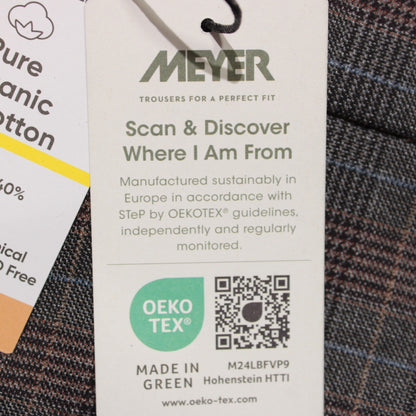 Pure
anic
otton
40%
ical
Free
MEYER
TROUSERS FOR A PERFECT FIT
Scan & Discover
Where I Am From
Manufactured sustainably in
Europe in accordance with
STeP by OEKOTEX® guidelines,
independently and regularly
monitored.
OEKO
TEX®
MADE IN
GREEN
M24LBFVP9
Hohenstein HTTI
www.oeko-tex.com